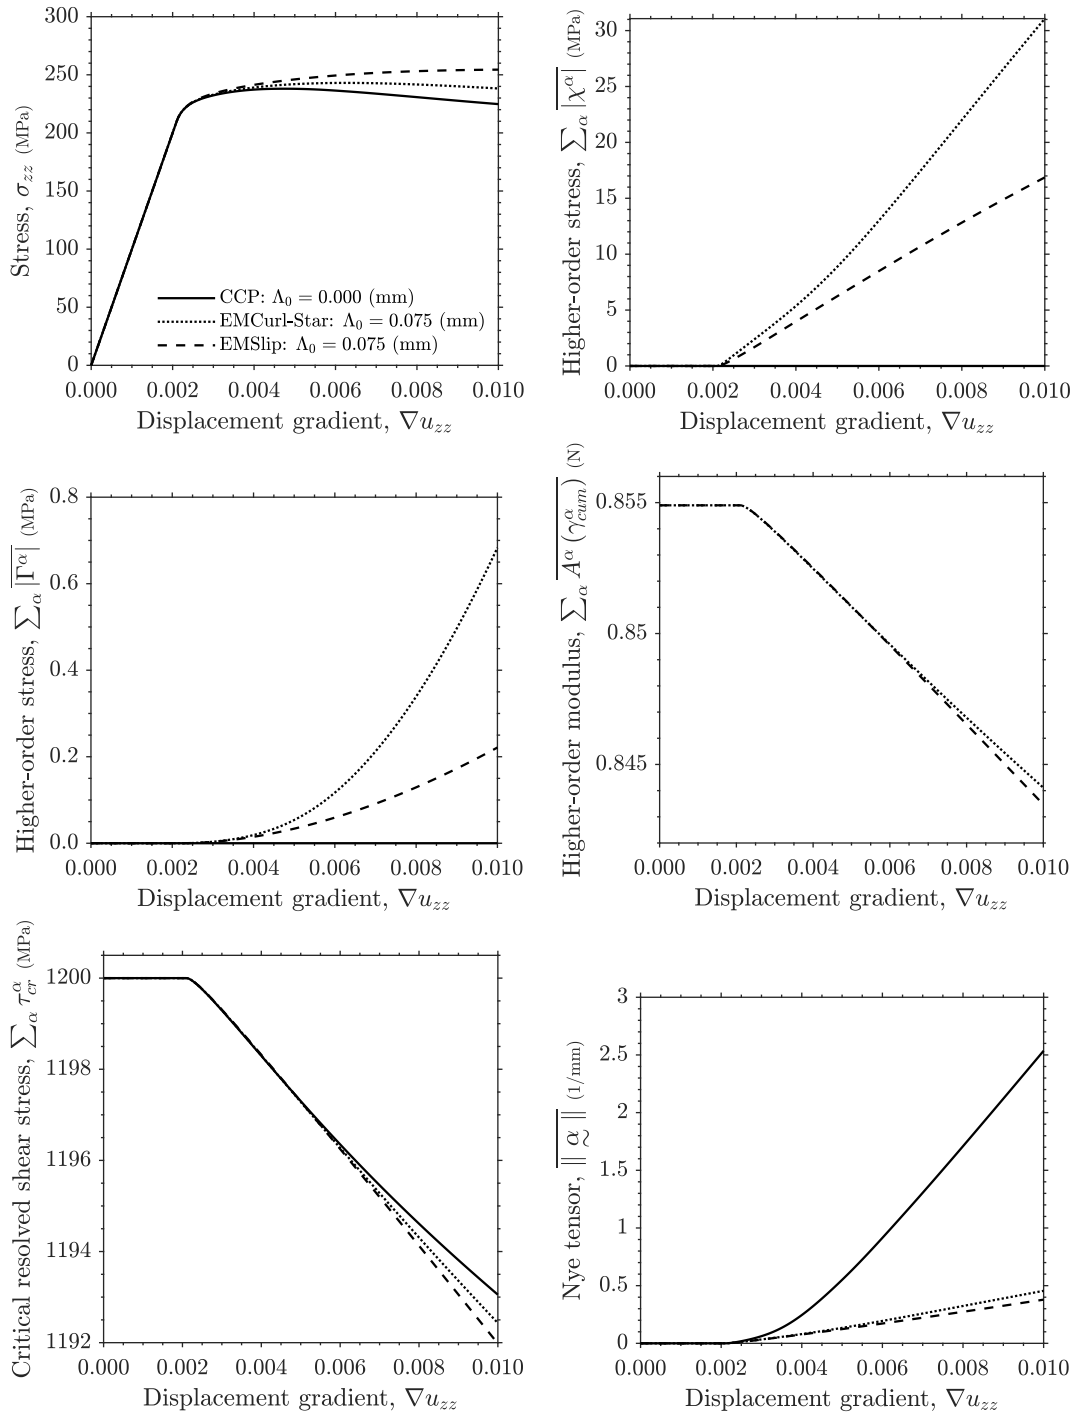 300
250
200
150
100
50
0
0.000 0.002 0.004 0.006 0.008 0.010
Stress, σzz (MPa)
Displacement gradient, ∇uzz
CCP: Λ0 = 0.000 (mm)
EMCurl-Star: Λ0 = 0.075 (mm)
EMSlip: Λ0 = 0.075 (mm)
30
25
20
15
10
5
0
0.000 0.002 0.004 0.006 0.008 0.010
Higher-order stress, ∑α |χα| (MPa)
Displacement gradient, ∇uzz
0.8
0.6
0.4
0.2
0.0
0.000 0.002 0.004 0.006 0.008 0.010
Higher-order stress, ∑α |Γα| (MPa)
Displacement gradient, ∇uzz
0.855
0.85
0.845
0.000 0.002 0.004 0.006 0.008 0.010
Higher-order modulus, ∑α Aα(γαcum) (N)
Displacement gradient, ∇uzz
1200
1198
1196
1194
1192
0.000 0.002 0.004 0.006 0.008 0.010
Critical resolved shear stress, ∑α ταcr (MPa)
Displacement gradient, ∇uzz
3
2.5
2
1.5
1
0.5
0
0.000 0.002 0.004 0.006 0.008 0.010
Nye tensor, ‖α‖ (1/mm)
Displacement gradient, ∇uzz